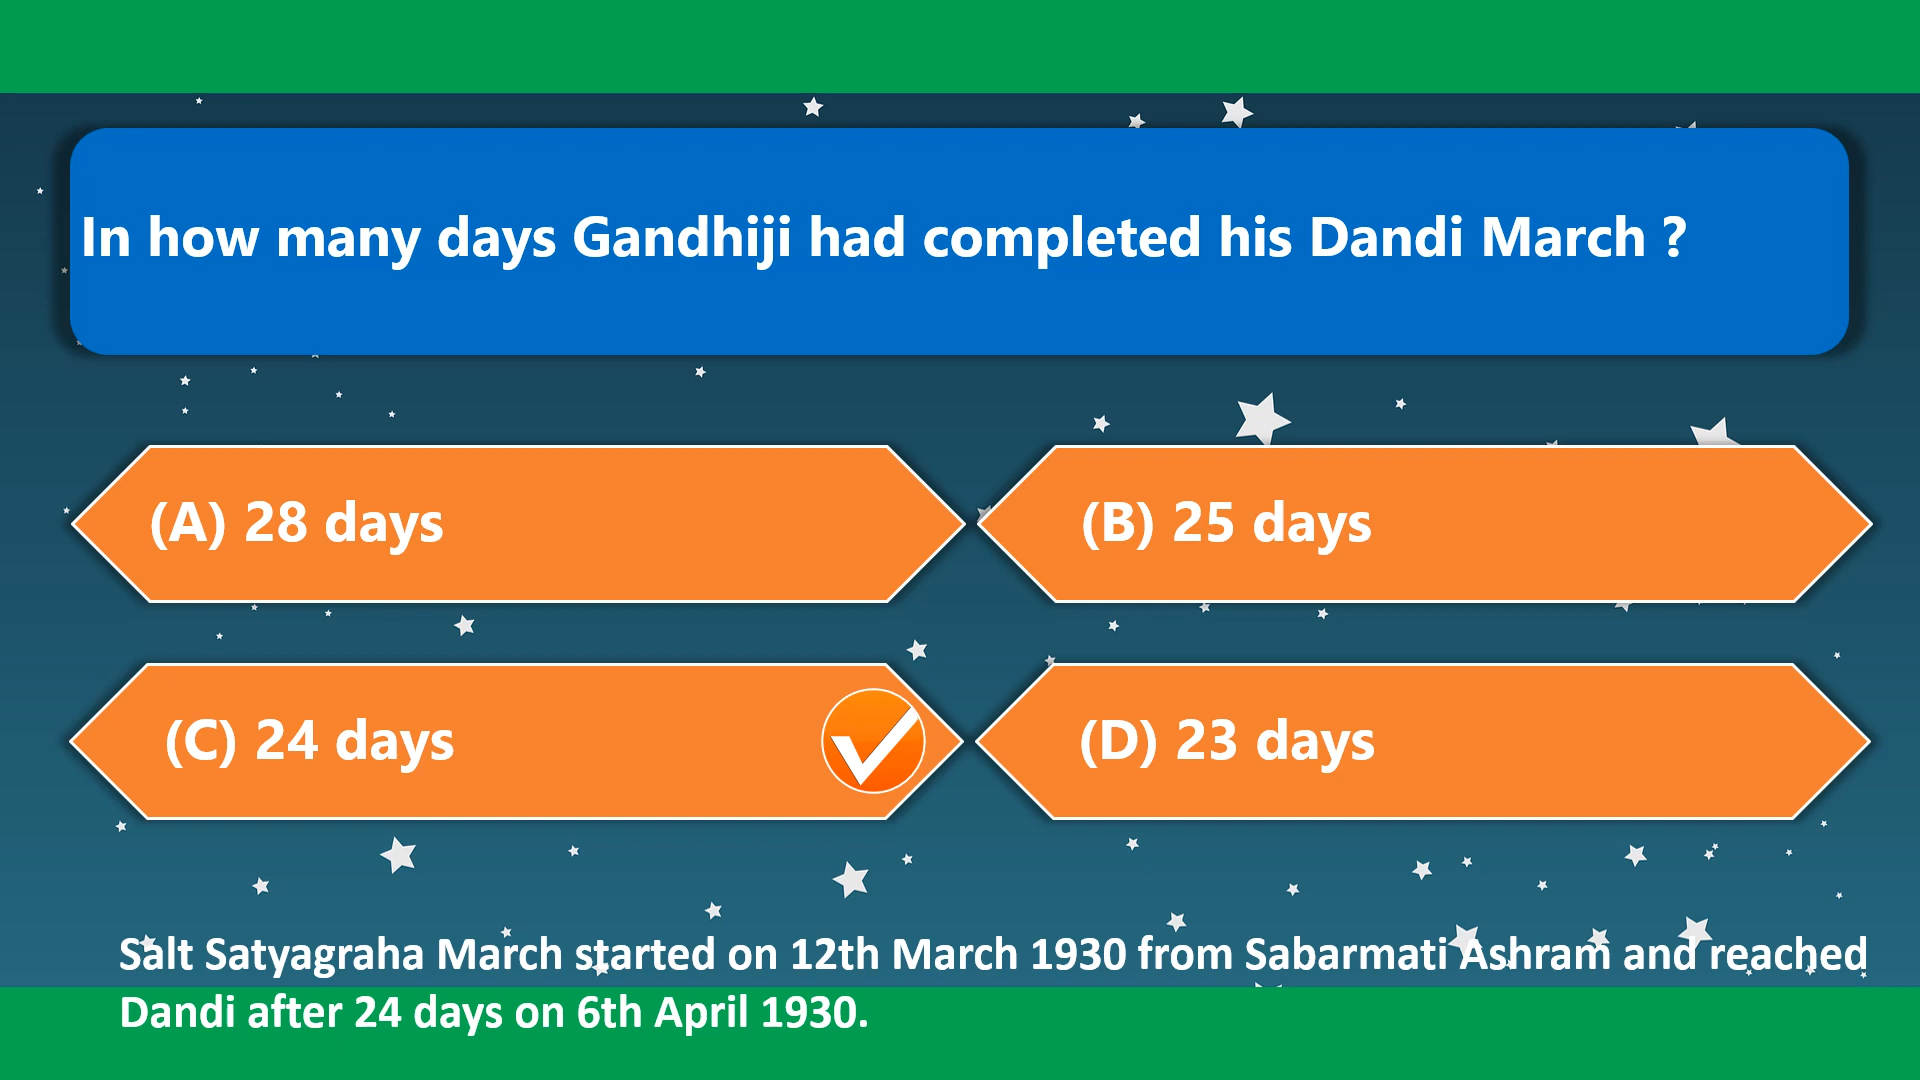 In how many days Gandhiji had completed his Dandi March ?
(A) 28 days
(B) 25 days
(C) 24 days
(D) 23 days
Salt Satyagraha March started on 12th March 1930 from Sabarmati Ashram and reached
Dandi after 24 days on 6th April 1930.